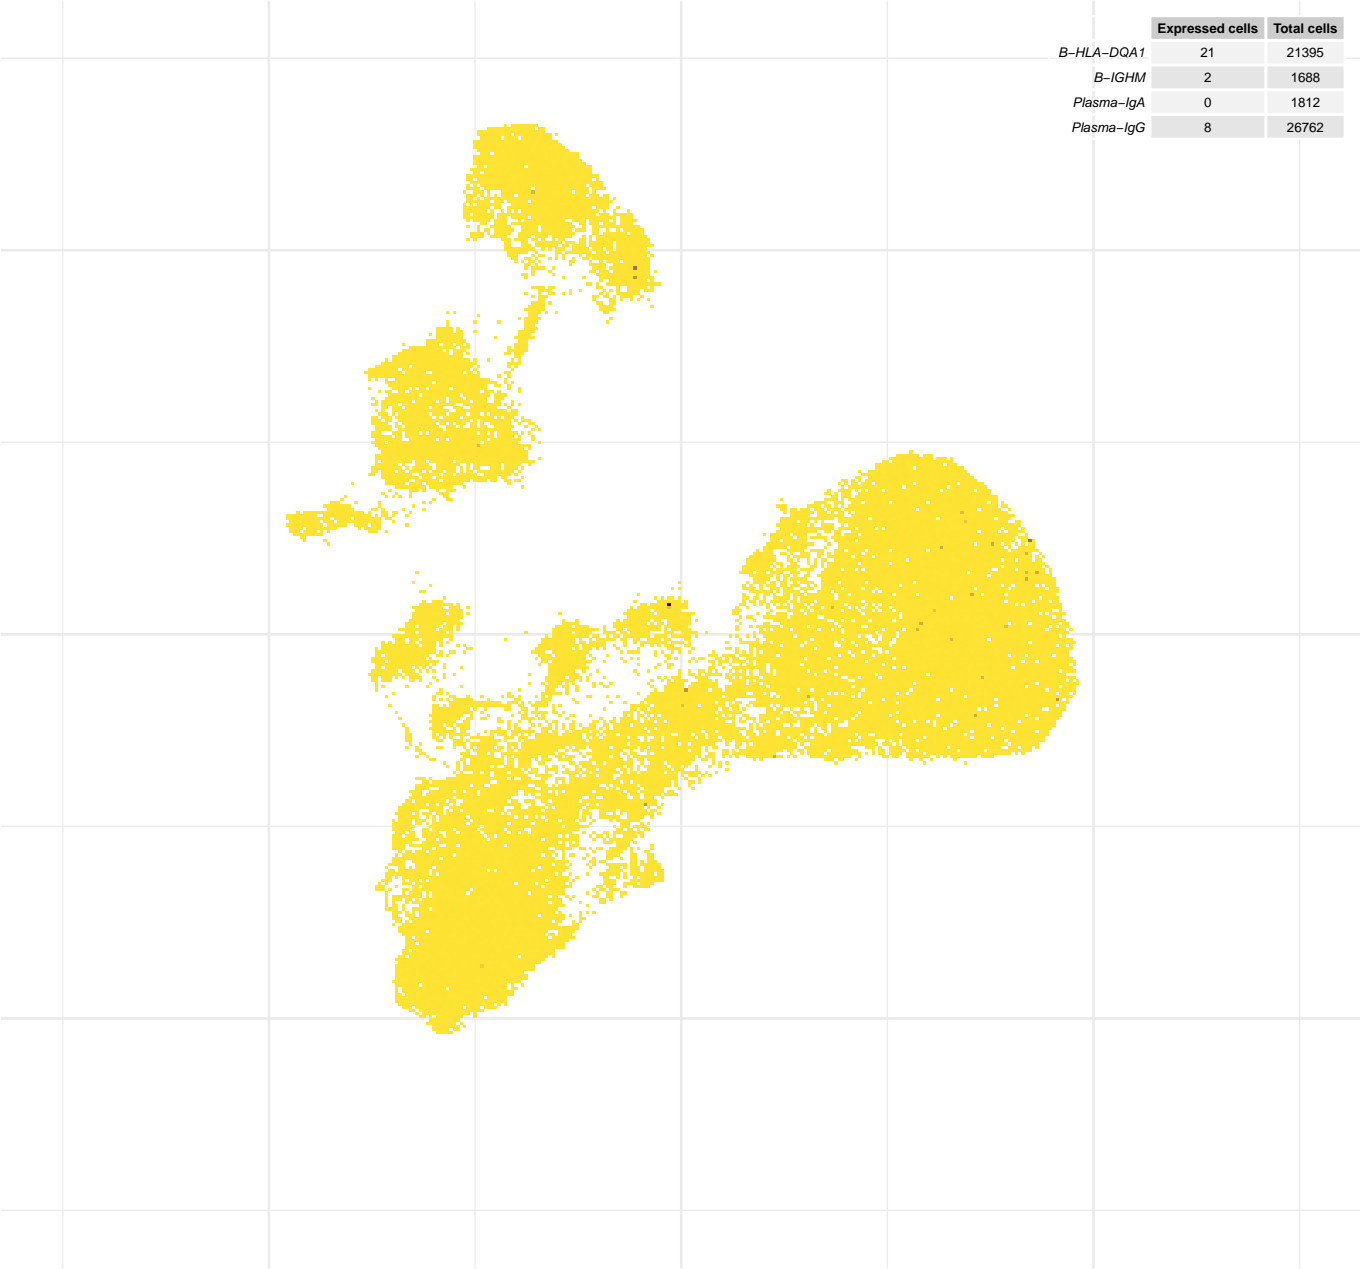 Expressed cells Total cells
B−HLA−DQA1 21 21395
B−IGHM 2 1688
Plasma−IgA 0 1812
Plasma−IgG 8 26762